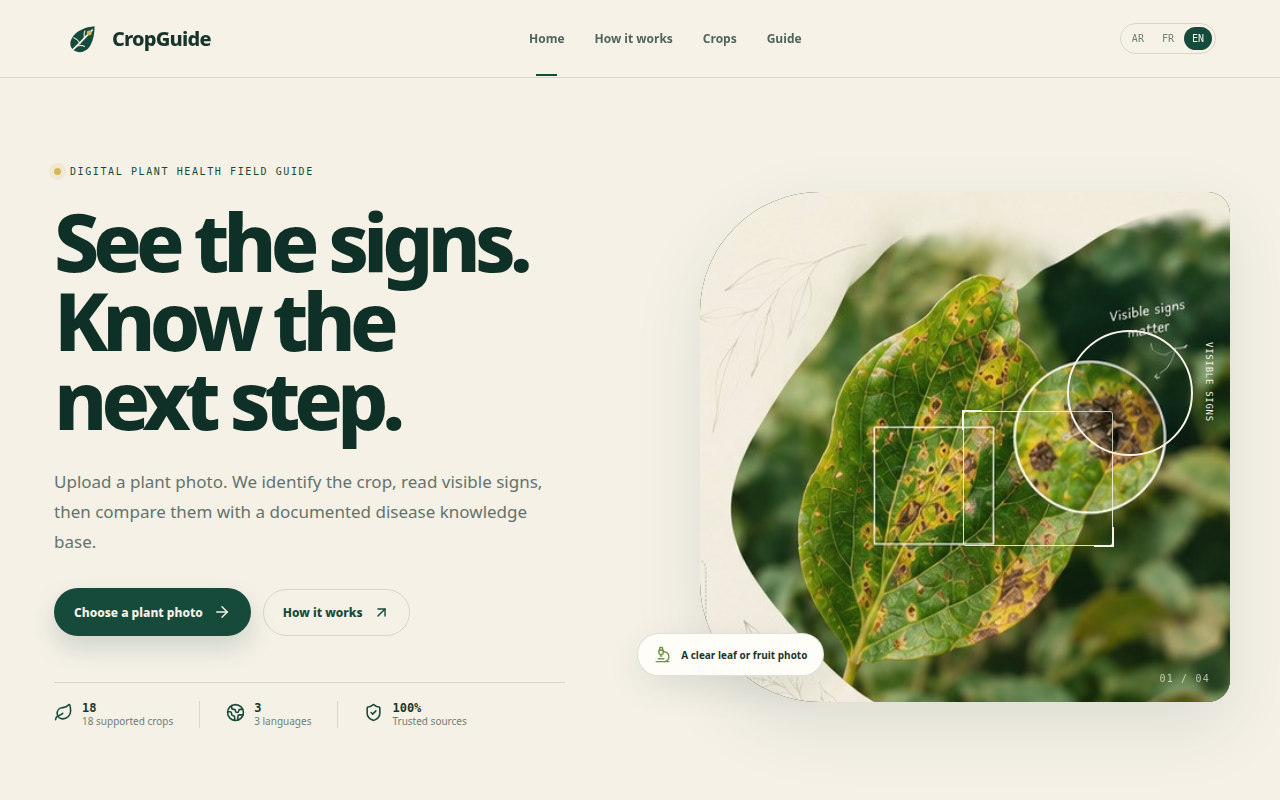 CropGuide
Home
How it works
Crops
Guide
AR
FR
EN
DIGITAL PLANT HEALTH FIELD GUIDE
See the signs.
Know the
next step.
Upload a plant photo. We identify the crop, read visible signs,
then compare them with a documented disease knowledge
base.
Choose a plant photo
How it works
18
18 supported crops
3
3 languages
100%
Trusted sources
Visible signs
matter
VISIBLE SIGNS
A clear leaf or fruit photo
01 / 04